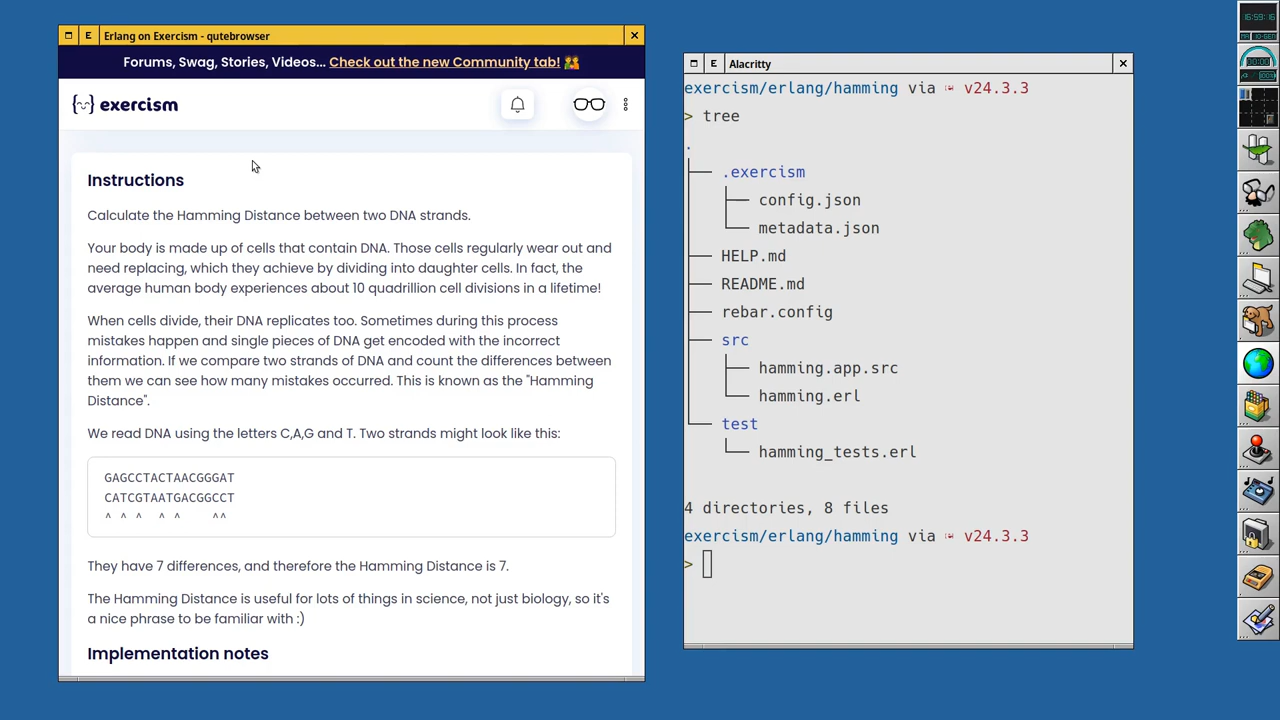 Erlang on Exercism - qutebrowser
Forums, Swag, Stories, Videos... Check out the new Community tab!
exercism
Instructions
Calculate the Hamming Distance between two DNA strands.
Your body is made up of cells that contain DNA. Those cells regularly wear out and
need replacing, which they achieve by dividing into daughter cells. In fact, the
average human body experiences about 10 quadrillion cell divisions in a lifetime!
When cells divide, their DNA replicates too. Sometimes during this process
mistakes happen and single pieces of DNA get encoded with the incorrect
information. If we compare two strands of DNA and count the differences between
them we can see how many mistakes occurred. This is known as the "Hamming
Distance".
We read DNA using the letters C,A,G and T. Two strands might look like this:
GAGCCTACTAACGGGAT
CATCGTAATGACGGCCT
^ ^ ^  ^ ^    ^^
They have 7 differences, and therefore the Hamming Distance is 7.
The Hamming Distance is useful for lots of things in science, not just biology, so it's
a nice phrase to be familiar with :)
Implementation notes
Alacritty
exercism/erlang/hamming via v24.3.3
> tree
.
├── .exercism
│   ├── config.json
│   └── metadata.json
├── HELP.md
├── README.md
├── rebar.config
├── src
│   ├── hamming.app.src
│   └── hamming.erl
└── test
    └── hamming_tests.erl
4 directories, 8 files
exercism/erlang/hamming via v24.3.3
>
16:59:16